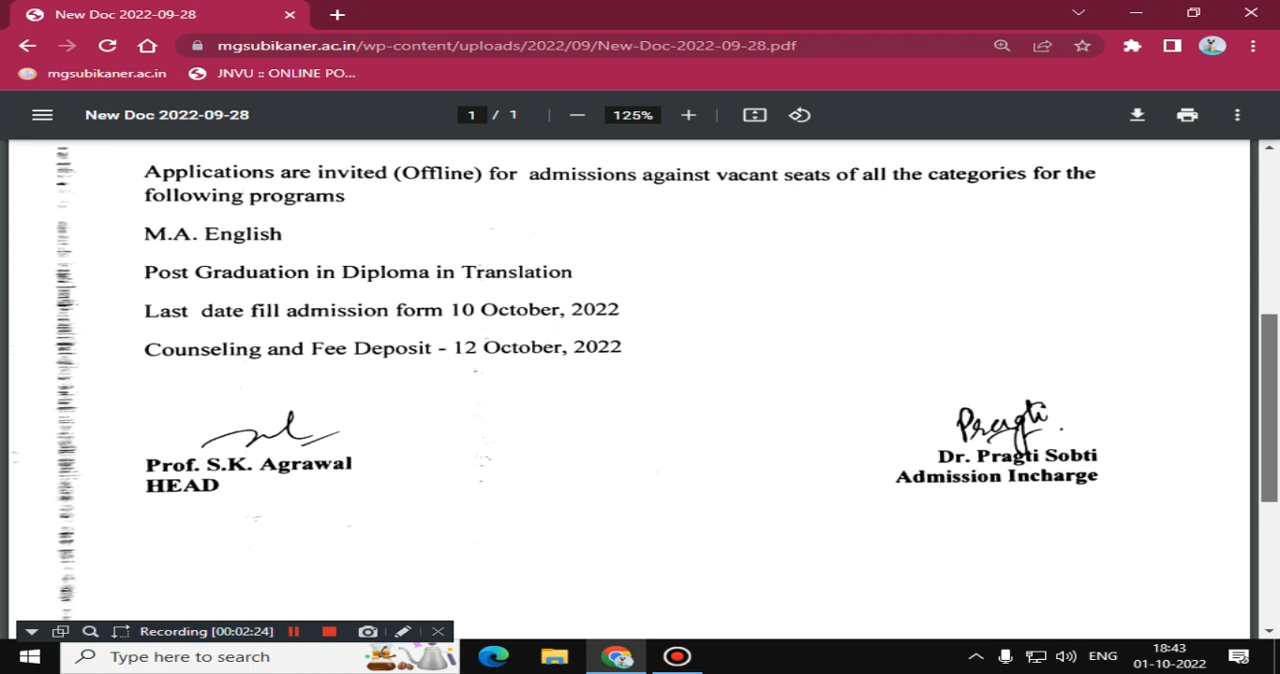 New Doc 2022-09-28
mgsubikaner.ac.in/wp-content/uploads/2022/09/New-Doc-2022-09-28.pdf
mgsubikaner.ac.in
JNVU :: ONLINE PO...
New Doc 2022-09-28
1 / 1
125%
Applications are invited (Offline) for admissions against vacant seats of all the categories for the
following programs
M.A. English
Post Graduation in Diploma in Translation
Last date fill admission form 10 October, 2022
Counseling and Fee Deposit - 12 October, 2022
Pragti
Prof. S.K. Agrawal
HEAD
Dr. Pragti Sobti
Admission Incharge
Recording [00:02:24]
Type here to search
ENG
18:43
01-10-2022